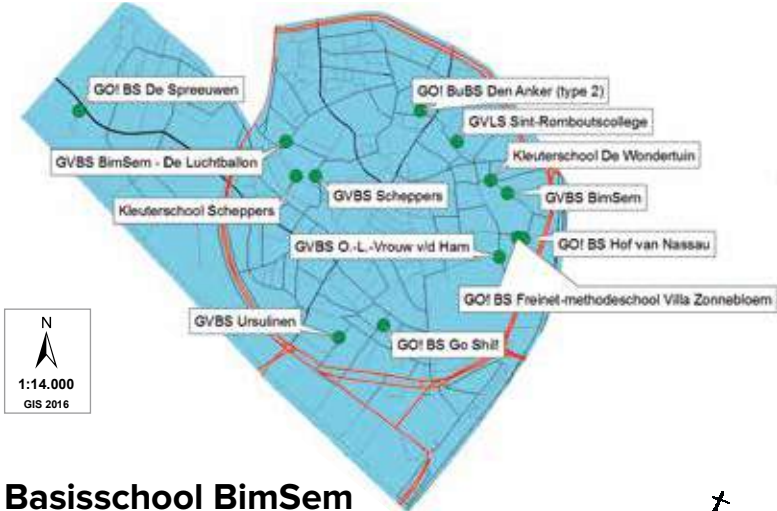 GO! BS De Spreeuwen
GO! BuBS Den Anker (type 2)
GVLS Sint-Romboutscollege
GVBS BimSem - De Luchtballon
Kleuterschool De Wondertuin
GVBS Scheppers
GVBS BimSem
Kleuterschool Scheppers
GVBS O.-L.-Vrouw v/d Ham
GO! BS Hof van Nassau
GO! BS Freinet-methodeschool Villa Zonnebloem
GVBS Ursulinen
GO! BS Go Shil!
N
1:14.000
GIS 2016
Basisschool BimSem